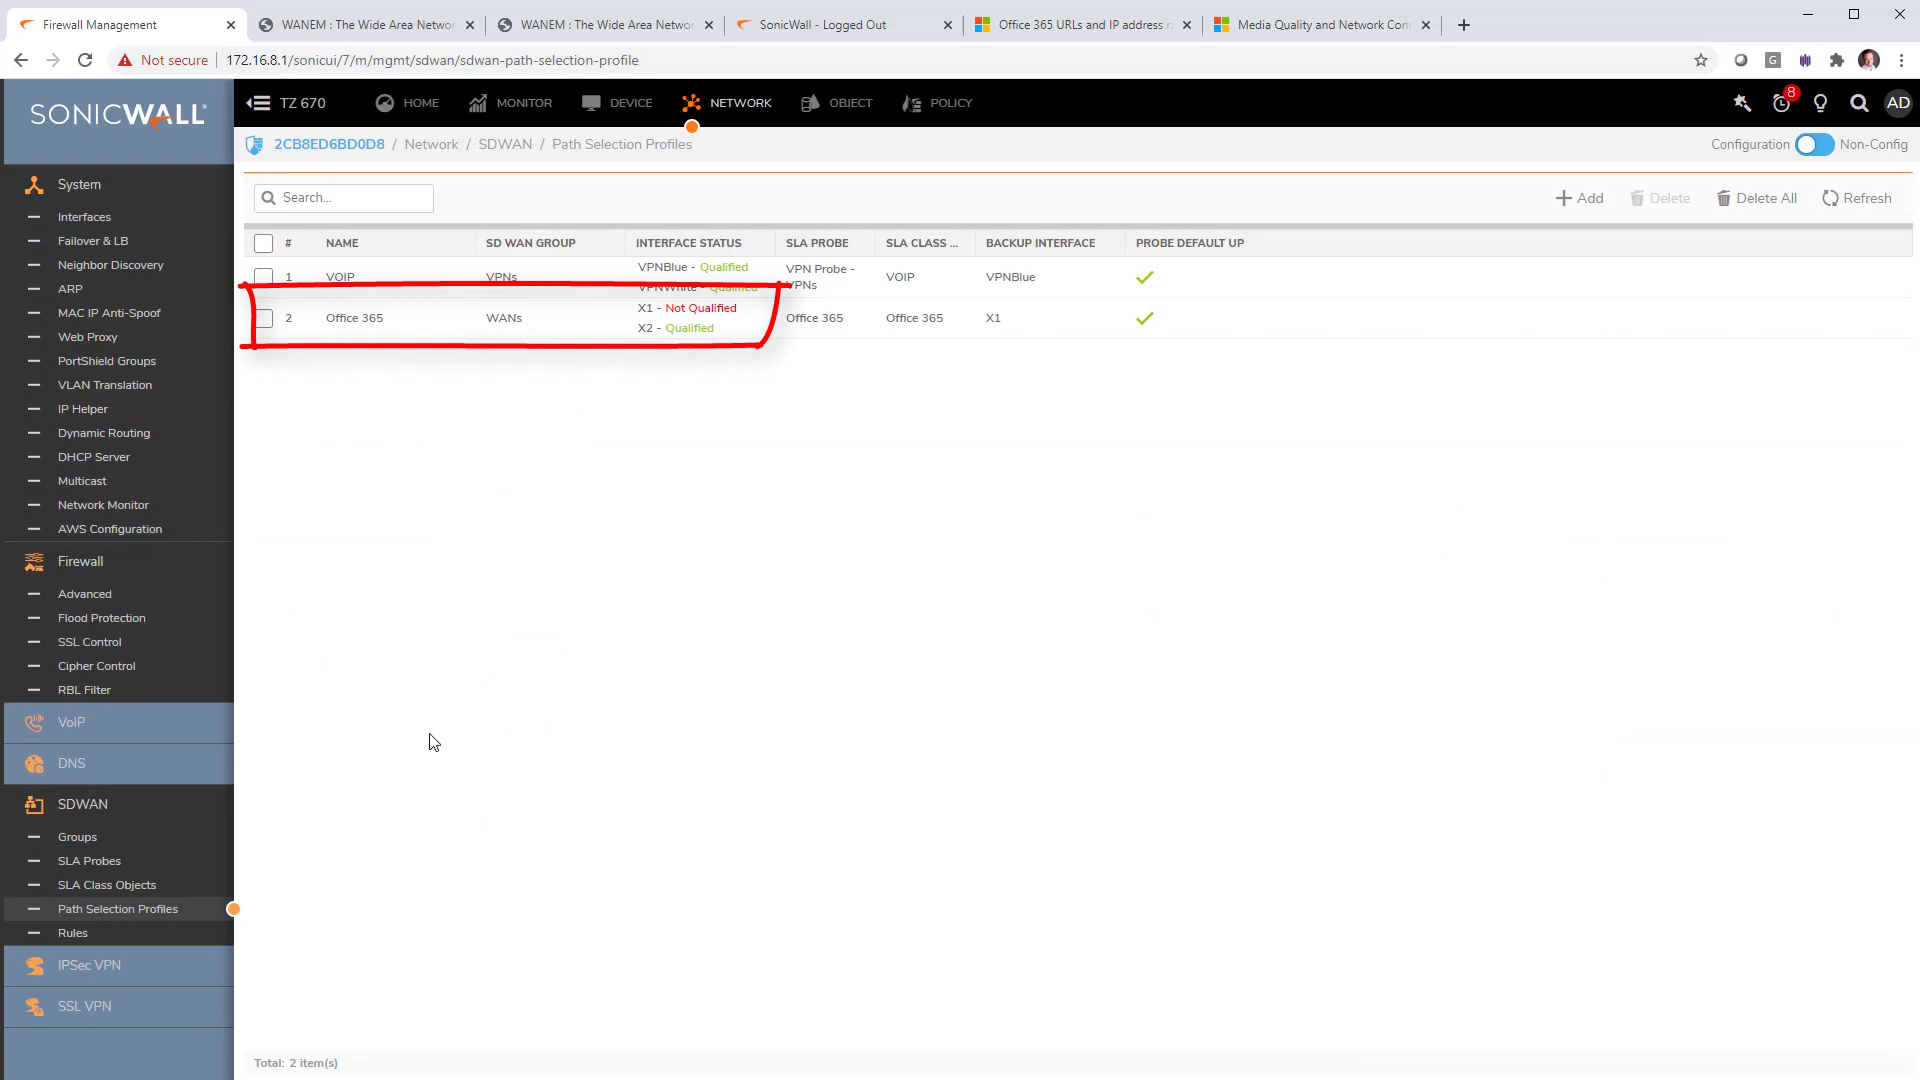 Firewall Management
WANEM : The Wide Area Networ
WANEM : The Wide Area Networ
SonicWall - Logged Out
Office 365 URLs and IP address ra
Media Quality and Network Conn
Not secure
172.16.8.1/sonicui/7/m/mgmt/sdwan/sdwan-path-selection-profile
G
SONICWALL
TZ 670
HOME
MONITOR
DEVICE
NETWORK
OBJECT
POLICY
8
AD
2CB8ED6BD0D8 / Network / SDWAN / Path Selection Profiles
Configuration
Non-Config
Search...
Add
Delete
Delete All
Refresh
# NAME SD WAN GROUP INTERFACE STATUS SLA PROBE SLA CLASS ... BACKUP INTERFACE PROBE DEFAULT UP
1 VOIP VPNs VPNBlue - Qualified VPN Probe - VOIP VPNBlue
VPNWhite - Qualified VPNs
2 Office 365 WANs X1 - Not Qualified Office 365 Office 365 X1
X2 - Qualified
System
Interfaces
Failover & LB
Neighbor Discovery
ARP
MAC IP Anti-Spoof
Web Proxy
PortShield Groups
VLAN Translation
IP Helper
Dynamic Routing
DHCP Server
Multicast
Network Monitor
AWS Configuration
Firewall
Advanced
Flood Protection
SSL Control
Cipher Control
RBL Filter
VoIP
DNS
SDWAN
Groups
SLA Probes
SLA Class Objects
Path Selection Profiles
Rules
IPSec VPN
SSL VPN
Total: 2 item(s)